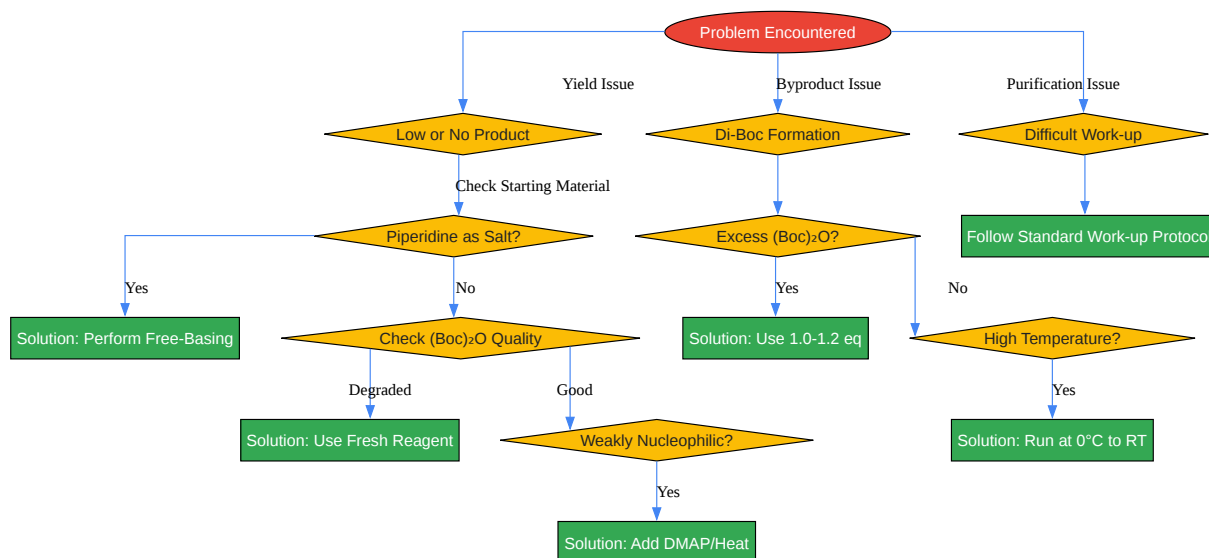 Problem Encountered
Yield Issue
Byproduct Issue
Purification Issue
Low or No Product
Di-Boc Formation
Difficult Work-up
Check Starting Material
Piperidine as Salt?
Excess (Boc)₂O?
Follow Standard Work-up Protoco
Yes
No
Yes
No
Solution: Perform Free-Basing
Check (Boc)₂O Quality
Solution: Use 1.0-1.2 eq
High Temperature?
Degraded
Good
Yes
Solution: Use Fresh Reagent
Weakly Nucleophilic?
Solution: Run at 0°C to RT
Yes
Solution: Add DMAP/Heat